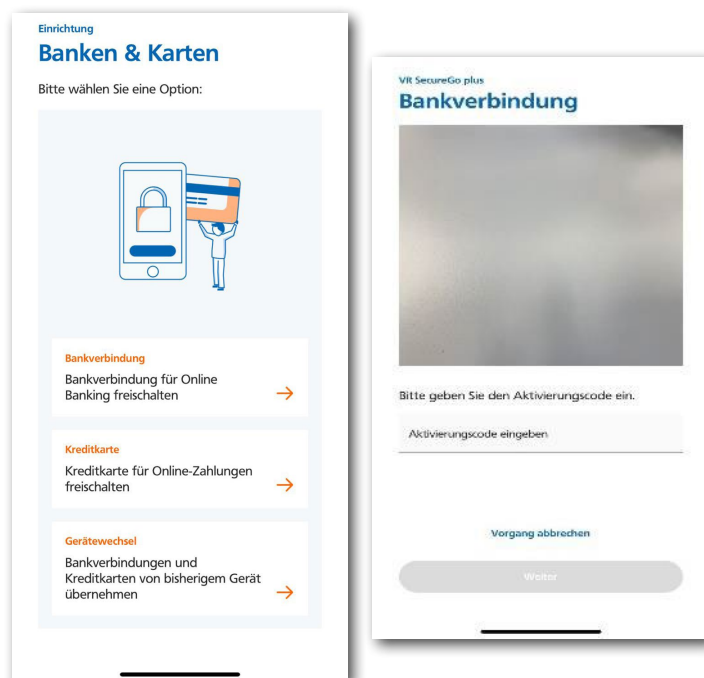 Einrichtung
Banken & Karten
Bitte wählen Sie eine Option:
Bankverbindung
Bankverbindung für Online
Banking freischalten
Kreditkarte
Kreditkarte für Online-Zahlungen
freischalten
Gerätewechsel
Bankverbindungen und
Kreditkarten von bisherigem Gerät
übernehmen
VR SecureGo plus
Bankverbindung
Bitte geben Sie den Aktivierungscode ein.
Aktivierungscode eingeben
Vorgang abbrechen
Weiter